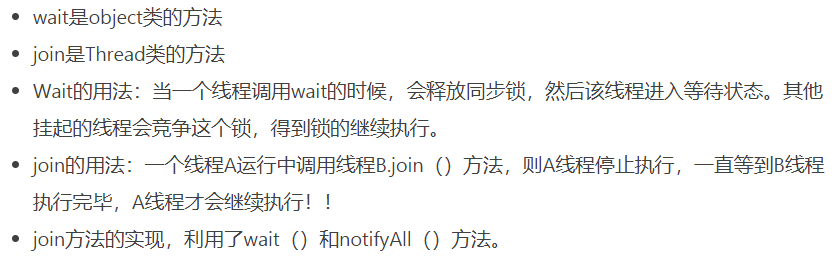 • wait是object类的方法
• join是Thread类的方法
• Wait的用法：当一个线程调用wait的时候，会释放同步锁，然后该线程进入等待状态。其他
挂起的线程会竞争这个锁，得到锁的继续执行。
• join的用法：一个线程A运行中调用线程B.join（）方法，则A线程停止执行，一直等到B线程
执行完毕，A线程才会继续执行！！
• join方法的实现，利用了wait（）和notifyAll（）方法。